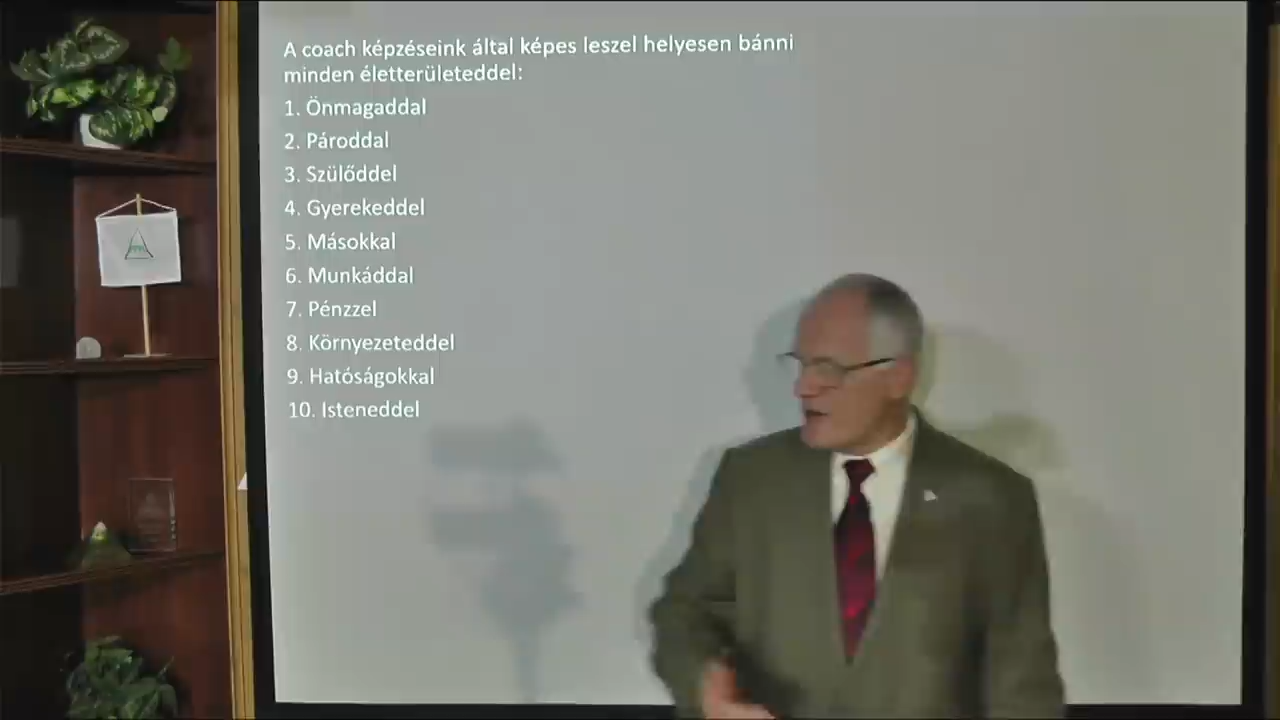 A coach képzéseink által képes leszel helyesen bánni
minden életterületeddel:
1. Önmagaddal
2. Pároddal
3. Szülőddel
4. Gyerekeddel
5. Másokkal
6. Munkáddal
7. Pénzzel
8. Környezeteddel
9. Hatóságokkal
10. Isteneddel